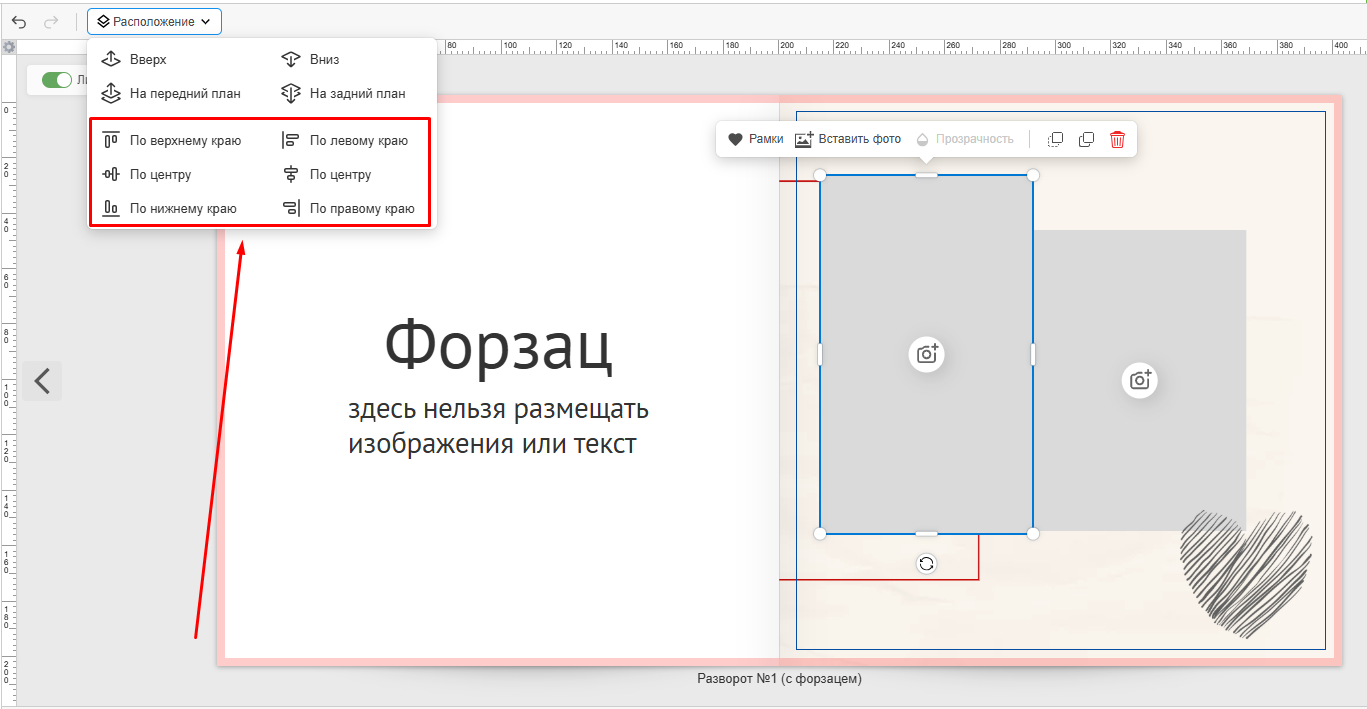 Расположение
80 100 120 140 160 180 200 220 240 260 280 300 320 340 360 380 400
Вверх Вниз
На передний план На задний план
По верхнему краю По левому краю
По центру По центру
По нижнему краю По правому краю
Рамки Вставить фото Прозрачность
0
20
40
60
80
100
120
140
160
180
200
Форзац
здесь нельзя размещать
изображения или текст
Разворот №1 (с форзацем)